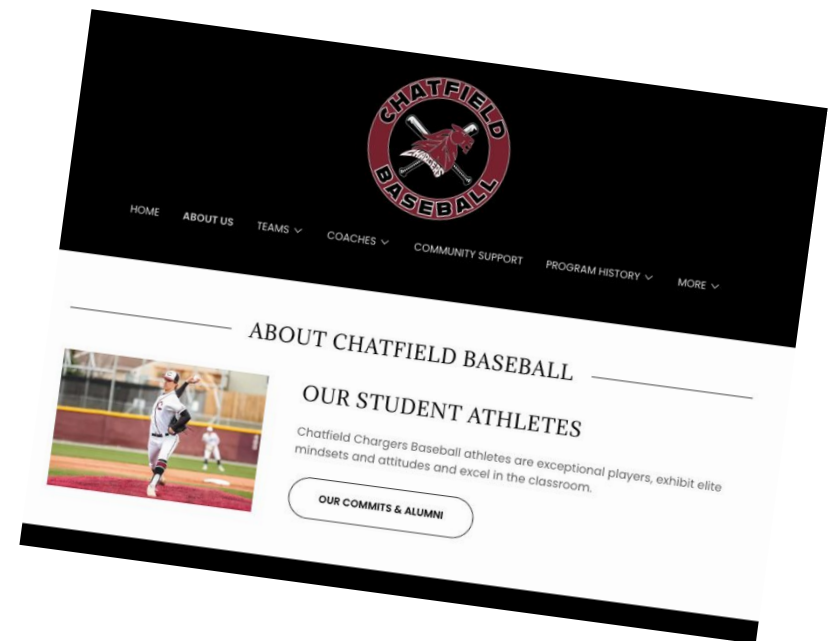 CHATFIELD
CHARGERS
BASEBALL
HOME ABOUT US TEAMS COACHES COMMUNITY SUPPORT PROGRAM HISTORY MORE
ABOUT CHATFIELD BASEBALL
OUR STUDENT ATHLETES
Chatfield Chargers Baseball athletes are exceptional players, exhibit elite
mindsets and attitudes and excel in the classroom.
OUR COMMITS & ALUMNI
C